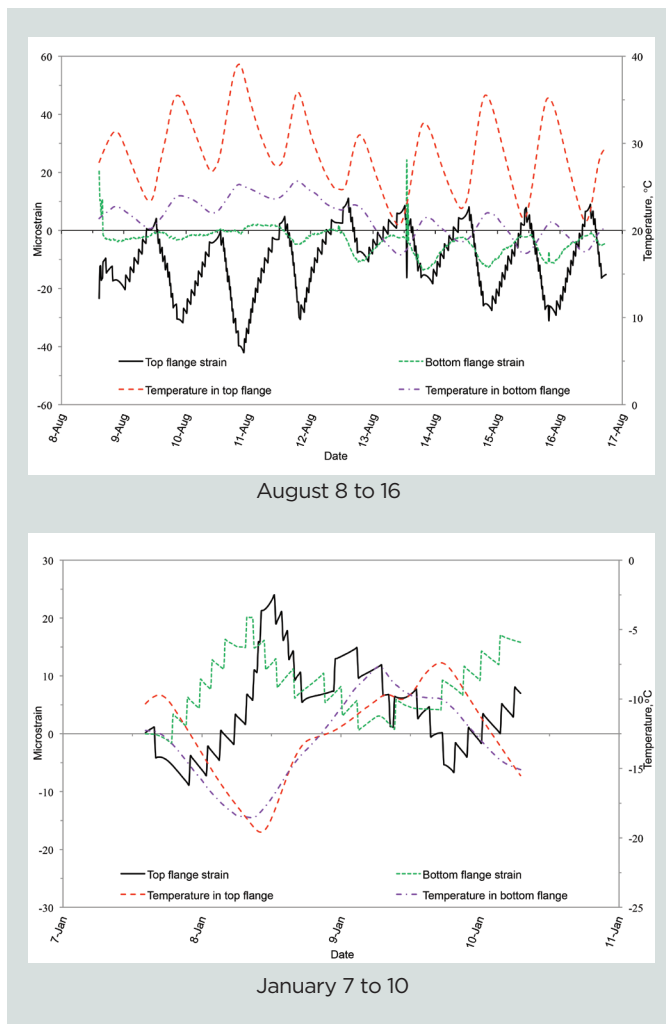 60
40
20
0
-20
-40
-60
Microstrain
40
30
20
10
0
Temperature, °C
Top flange strain
Bottom flange strain
Temperature in top flange
Temperature in bottom flange
8-Aug
9-Aug
10-Aug
11-Aug
12-Aug
13-Aug
14-Aug
15-Aug
16-Aug
17-Aug
Date
August 8 to 16
30
20
10
0
-10
-20
-30
Microstrain
0
-5
-10
-15
-20
-25
Temperature,°C
Top flange strain
Bottom flange strain
Temperature in top flange
Temperature in bottom flange
7-Jan
8-Jan
9-Jan
10-Jan
11-Jan
Date
January 7 to 10